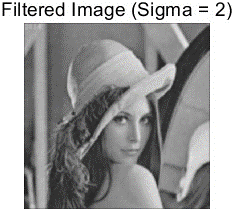 Filtered Image (Sigma = 2)